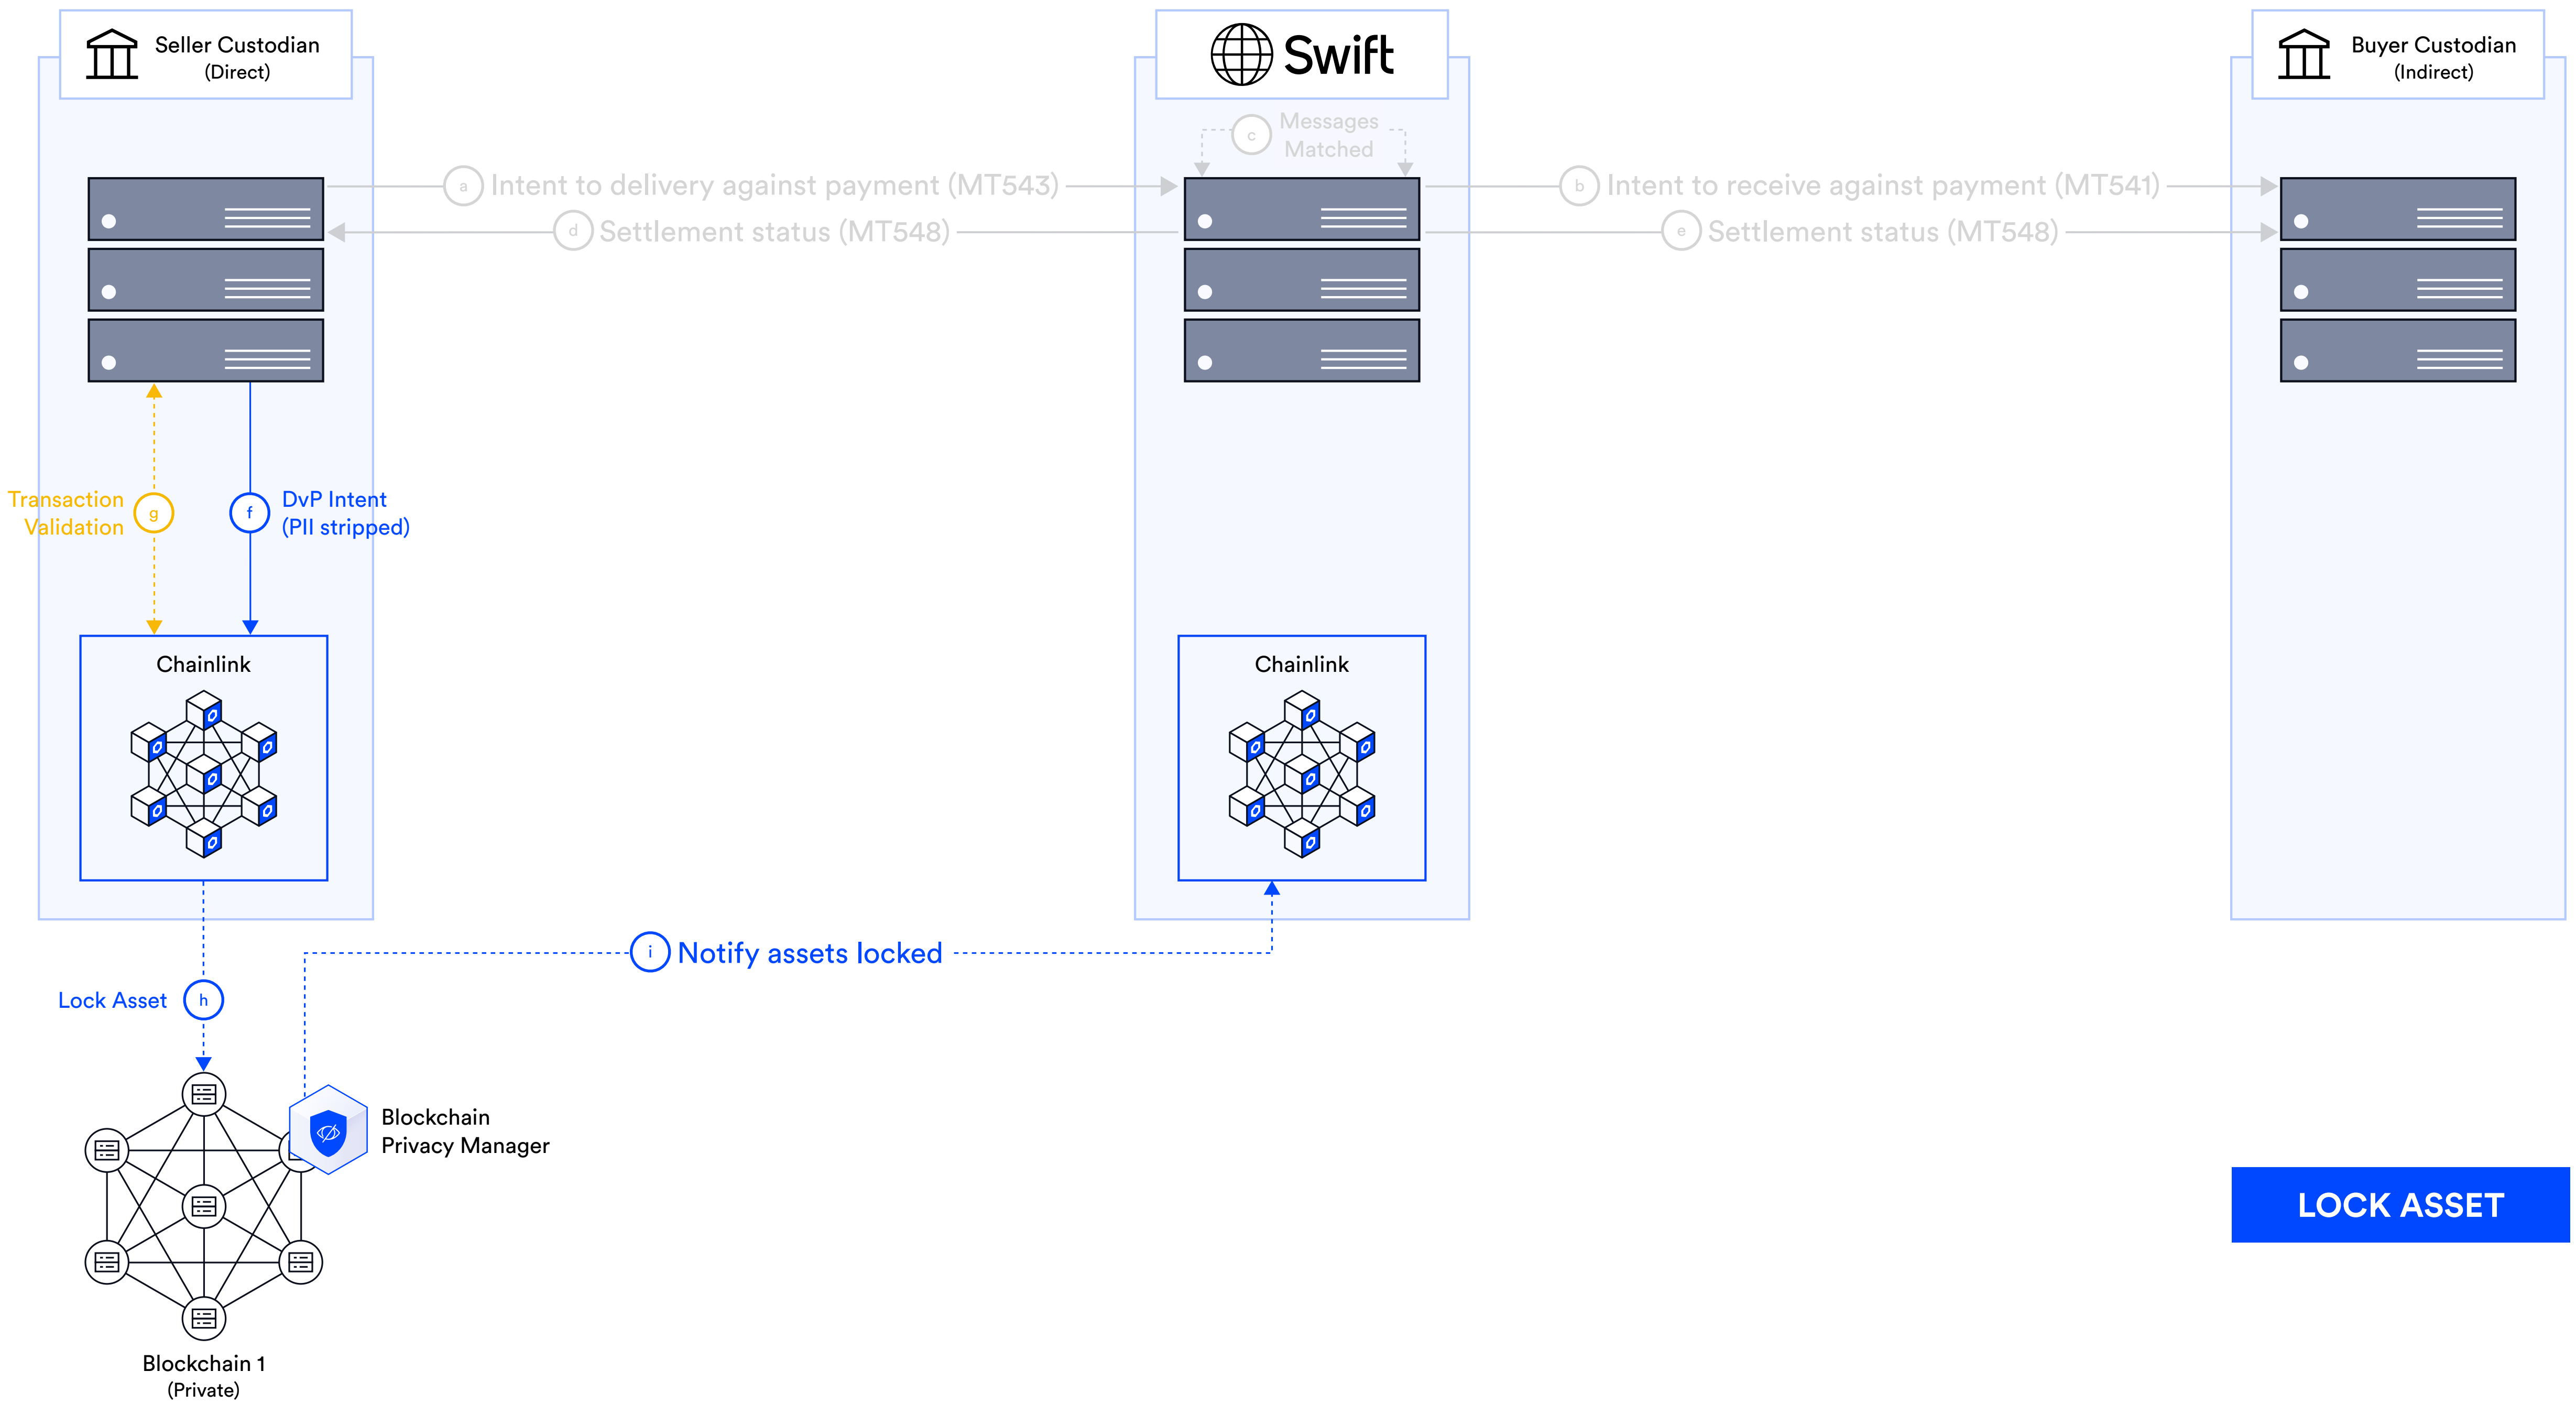 Seller Custodian
(Direct)
Swift
Buyer Custodian
(Indirect)
c
Messages
Matched
a
Intent to delivery against payment (MT543)
b
Intent to receive against payment (MT541)
d
Settlement status (MT548)
e
Settlement status (MT548)
Transaction
Validation
g
f
DvP Intent
(PII stripped)
Chainlink
Chainlink
i
Notify assets locked
Lock Asset
h
Blockchain
Privacy Manager
LOCK ASSET
Blockchain 1
(Private)